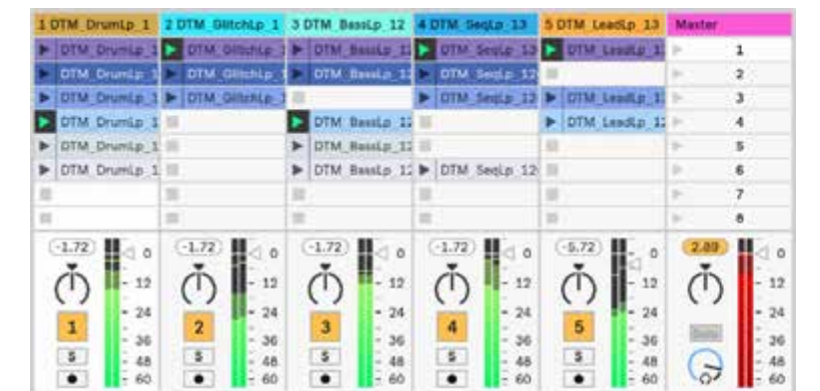 1 DTM_DrumLp_1 2 DTM_GlitchLp_1 3 DTM_BassLp_12 4 DTM_SeqLp_13 5 DTM_LeadLp_13 Master
DTM_DrumLp_1 DTM_GlitchLp_1 DTM_BassLp_12 DTM_SeqLp_13 DTM_LeadLp_1 1
DTM_DrumLp_1 DTM_GlitchLp_1 DTM_BassLp_12 DTM_SeqLp_12 2
DTM_DrumLp_1 DTM_GlitchLp_1 DTM_SeqLp_12 DTM_LeadLp_1 3
DTM_DrumLp_1 DTM_BassLp_12 DTM_LeadLp_12 4
DTM_DrumLp_1 DTM_BassLp_12 5
DTM_DrumLp_1 DTM_BassLp_12 DTM_SeqLp_12 6
7
8
-1.72 0 -1.72 0 -1.72 0 -1.72 0 -5.72 0 2.89 0
12 12 12 12 12 12
24 24 24 24 24 24
1 2 3 4 5
36 36 36 36 36 36
S S S S S
48 48 48 48 48 48
60 60 60 60 60 60